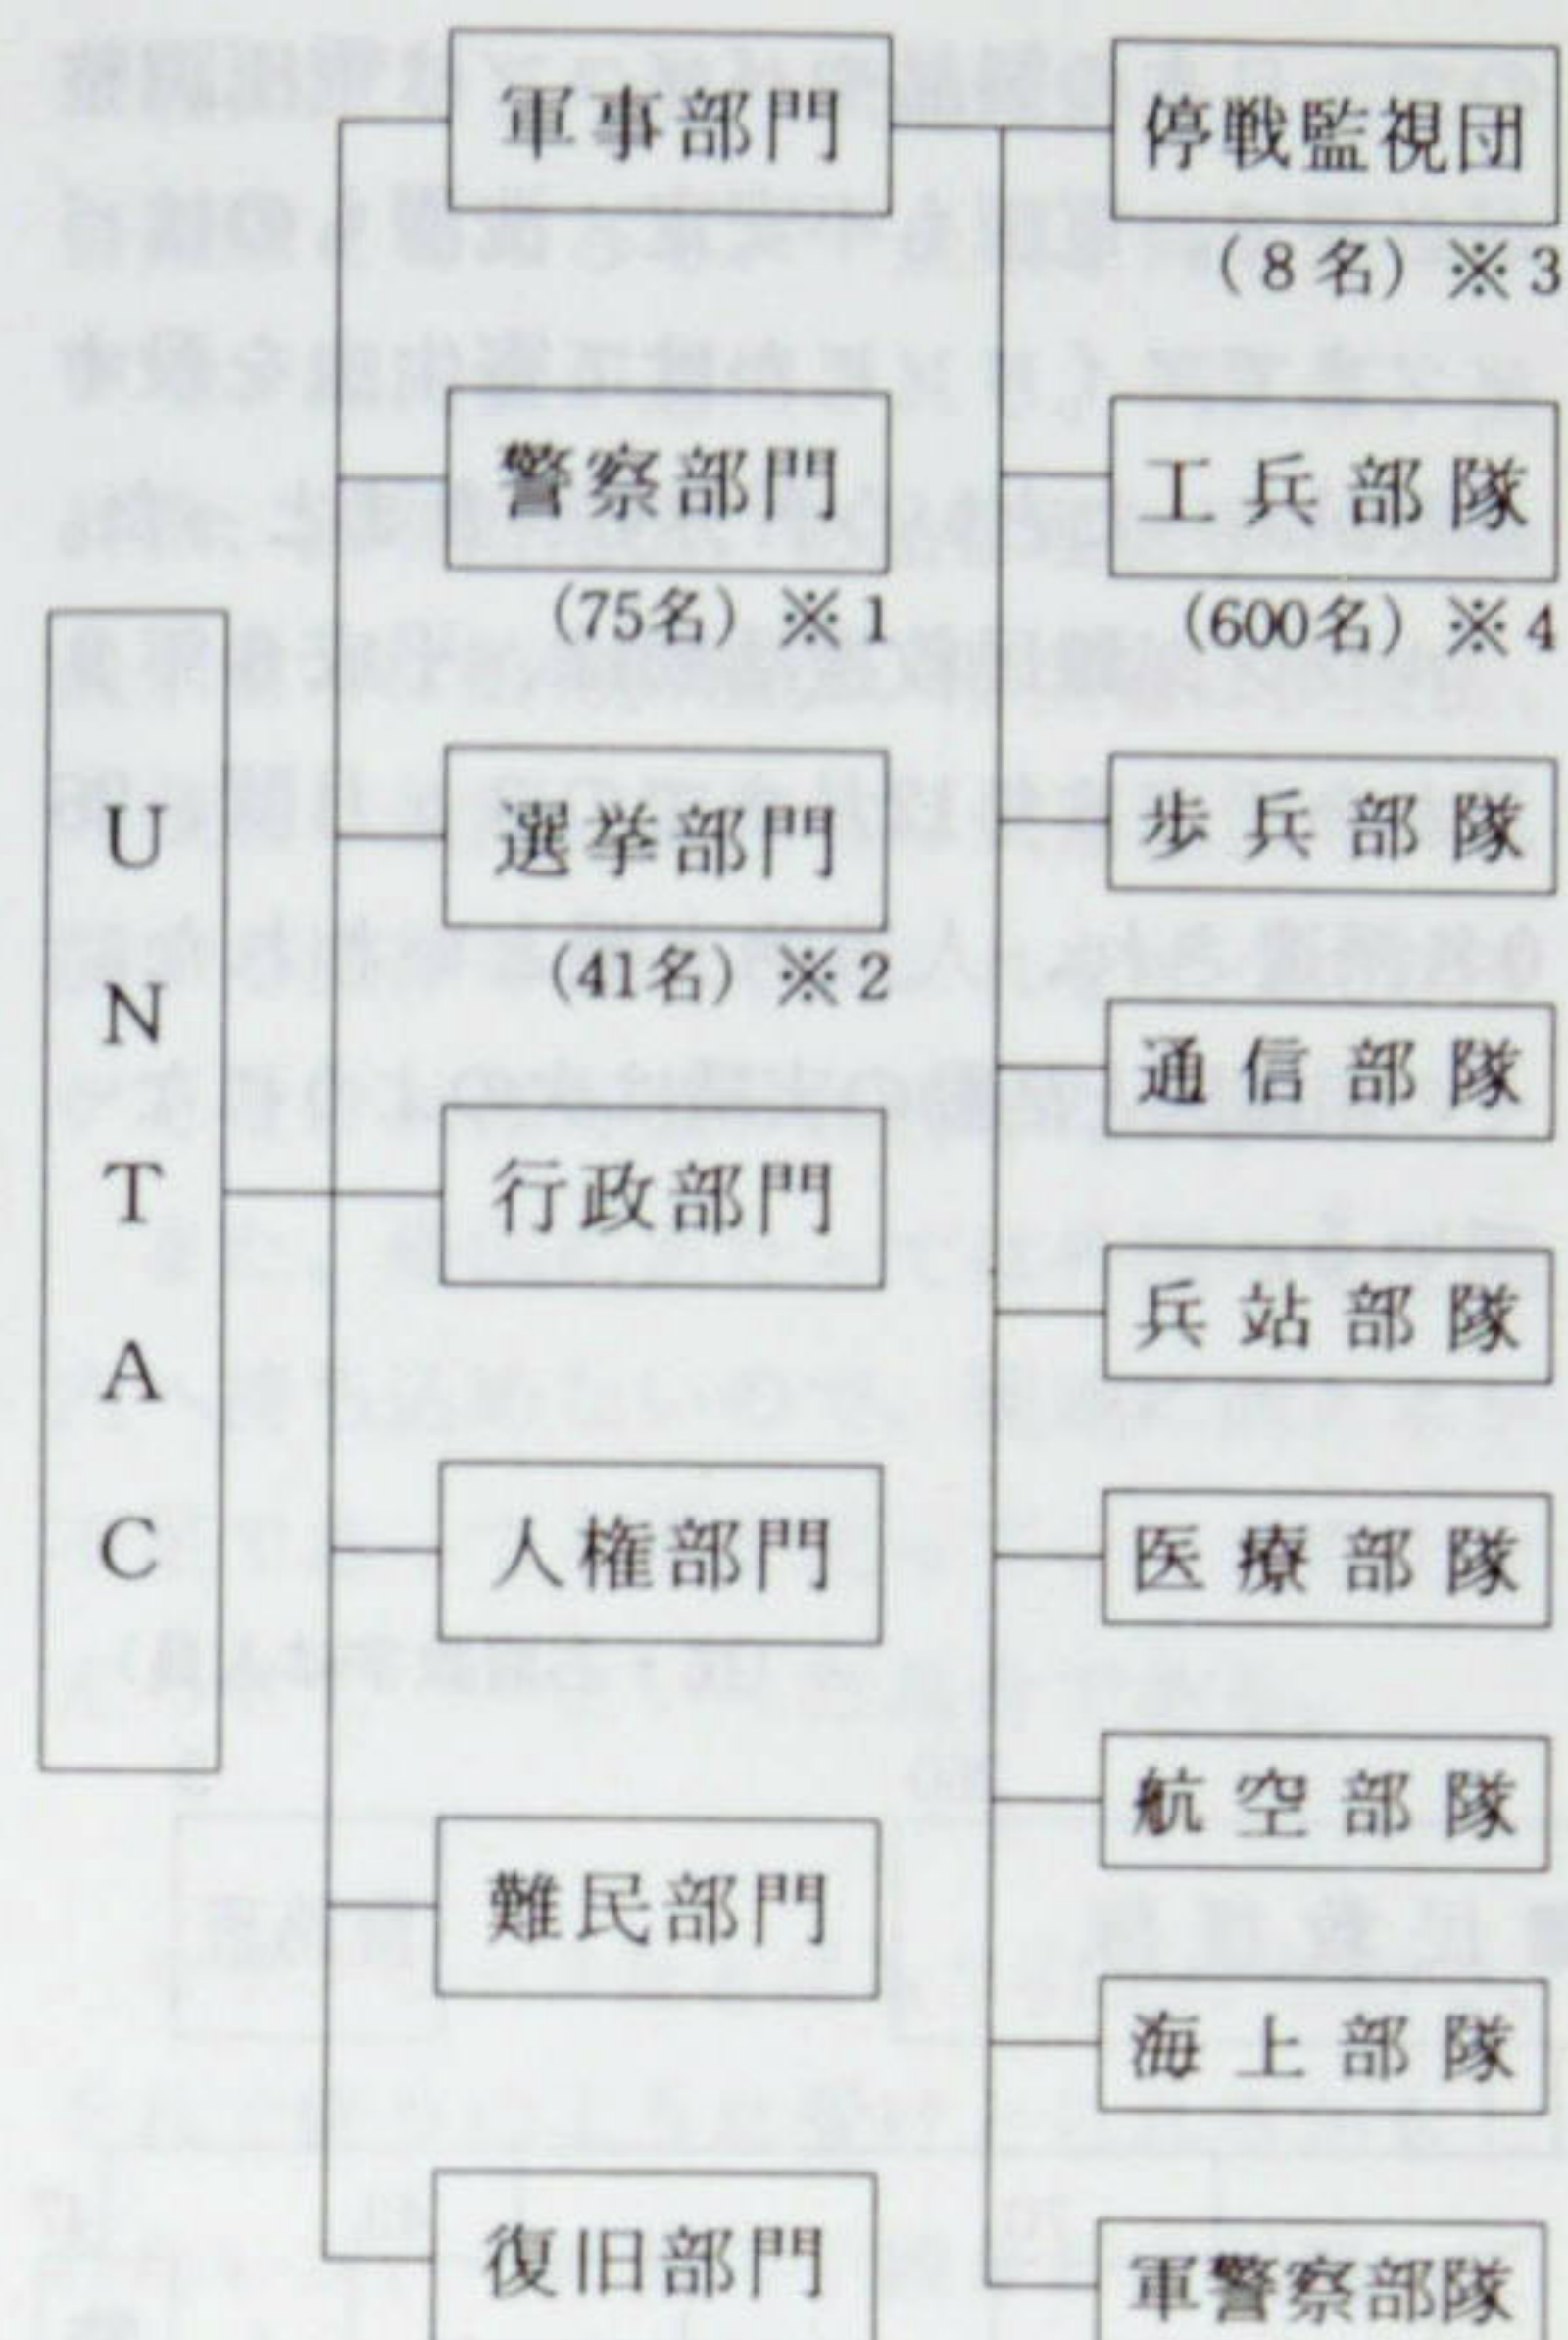 UNTAC
軍事部門
警察部門
(75名) ※1
選挙部門
(41名) ※2
行政部門
人権部門
難民部門
復旧部門
停戦監視団
(8名) ※3
工兵部隊
(600名) ※4
歩兵部隊
通信部隊
兵站部隊
医療部隊
航空部隊
海上部隊
軍警察部隊